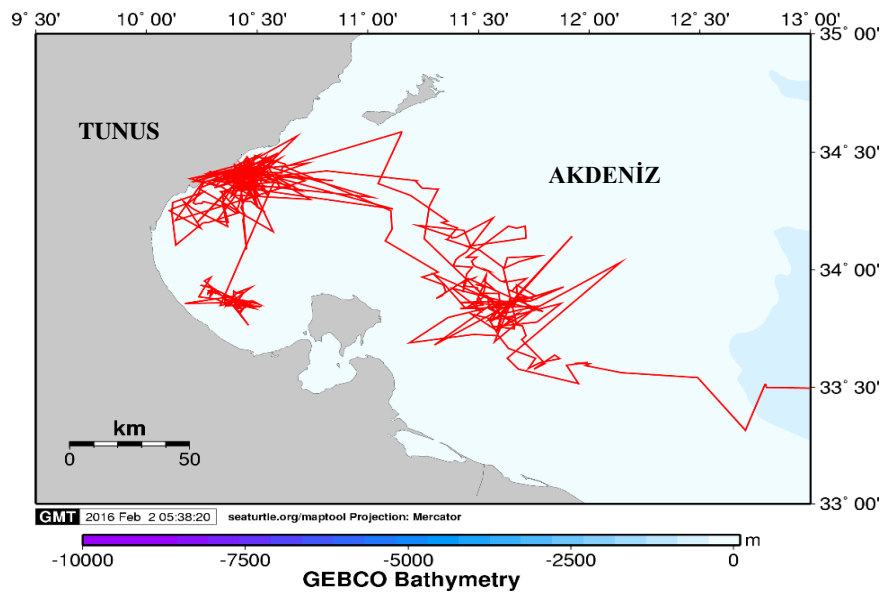 9˚ 30' 10˚ 00' 10˚ 30' 11˚ 00' 11˚ 30' 12˚ 00' 12˚ 30' 13˚ 00'
35˚ 00'
TUNUS
34˚ 30'
AKDENİZ
34˚ 00'
33˚ 30'
km
0 50
33˚ 00'
GMT 2016 Feb 2 05:38:20 seaturtle.org/maptool Projection: Mercator
m
-10000 -7500 -5000 -2500 0
GEBCO Bathymetry